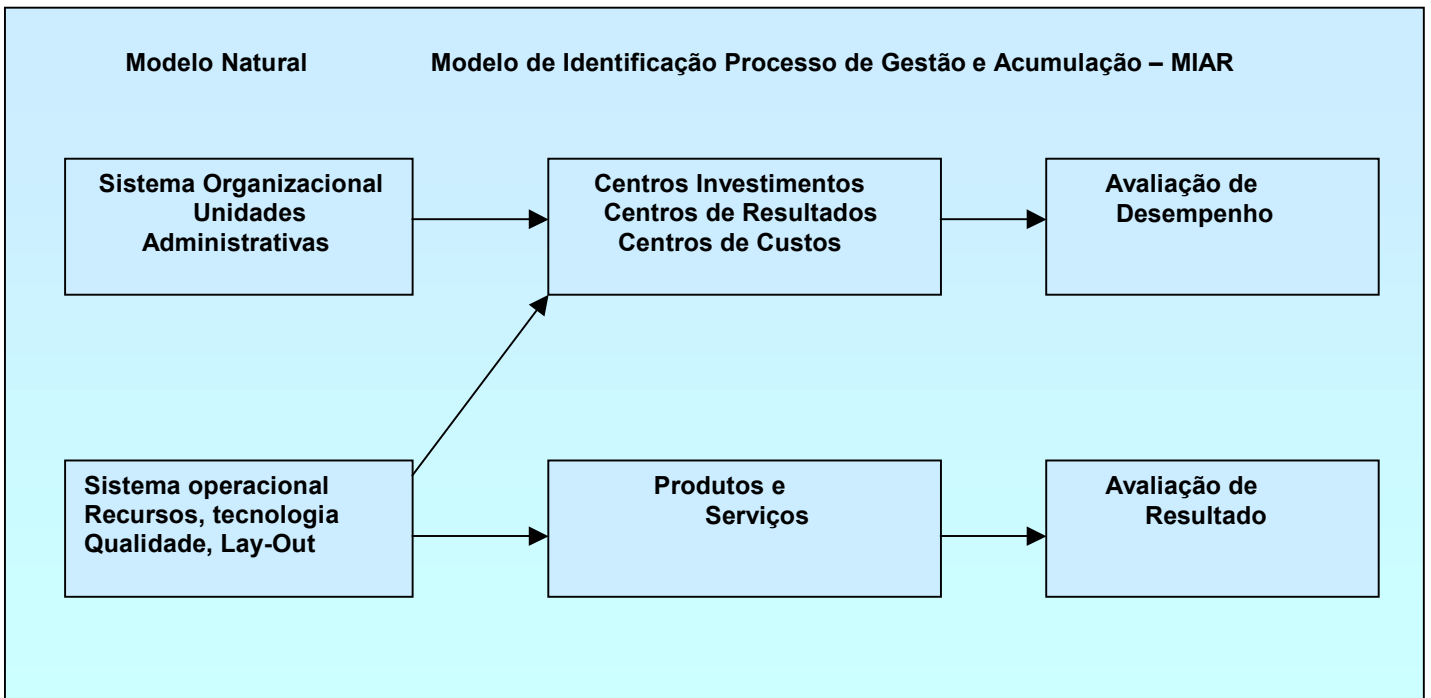 Modelo Natural Modelo de Identificação Processo de Gestão e Acumulação – MIAR
Sistema Organizacional
Unidades
Administrativas
Centros Investimentos
Centros de Resultados
Centros de Custos
Avaliação de
Desempenho
Sistema operacional
Recursos, tecnologia
Qualidade, Lay-Out
Produtos e
Serviços
Avaliação de
Resultado